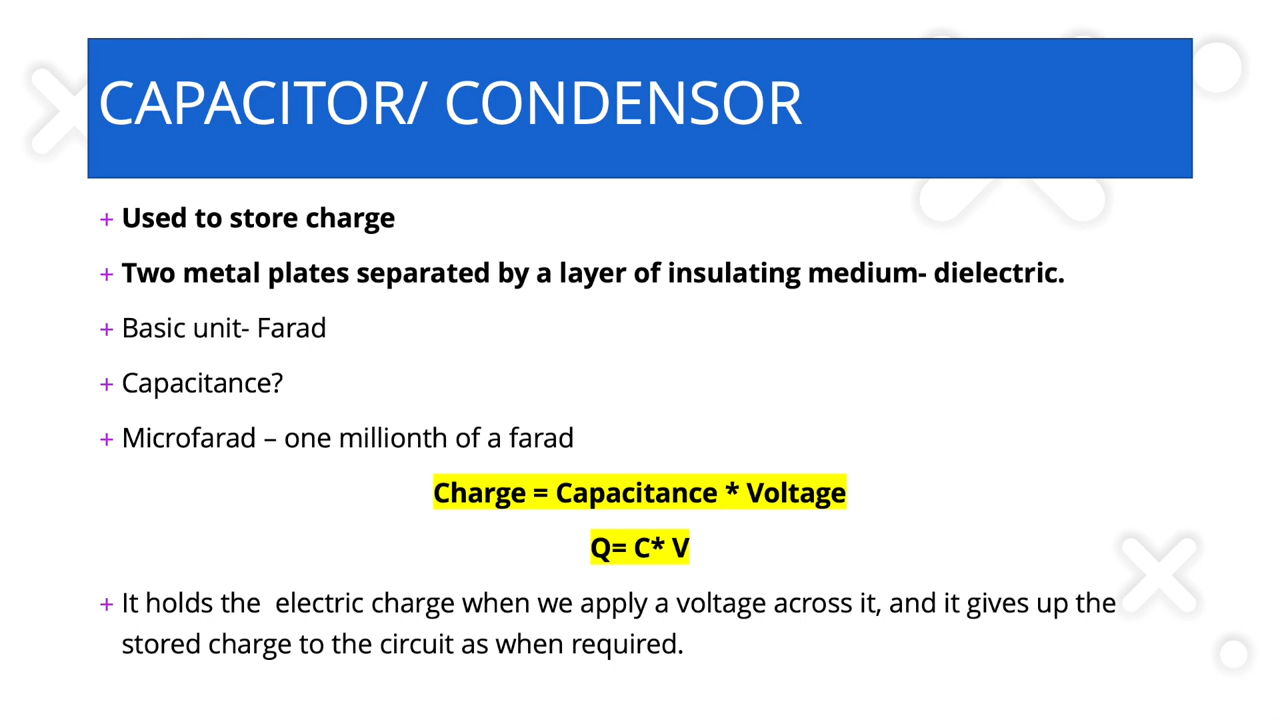 CAPACITOR/ CONDENSOR
+ Used to store charge
+ Two metal plates separated by a layer of insulating medium- dielectric.
+ Basic unit- Farad
+ Capacitance?
+ Microfarad – one millionth of a farad
Charge = Capacitance * Voltage
Q= C* V
+ It holds the  electric charge when we apply a voltage across it, and it gives up the
stored charge to the circuit as when required.